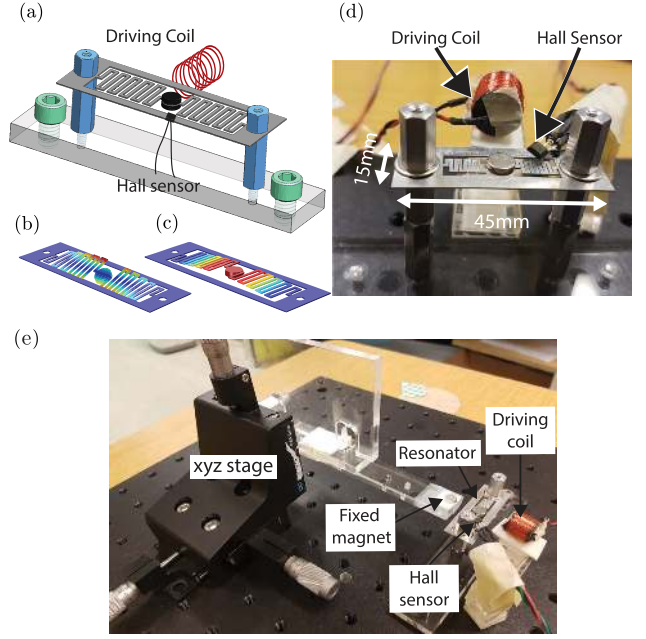 (a)
Driving Coil
Hall sensor
(b)
(c)
(d)
Driving Coil
Hall Sensor
15mm
45mm
(e)
xyz stage
Resonator
Driving
coil
Fixed
magnet
Hall
sensor